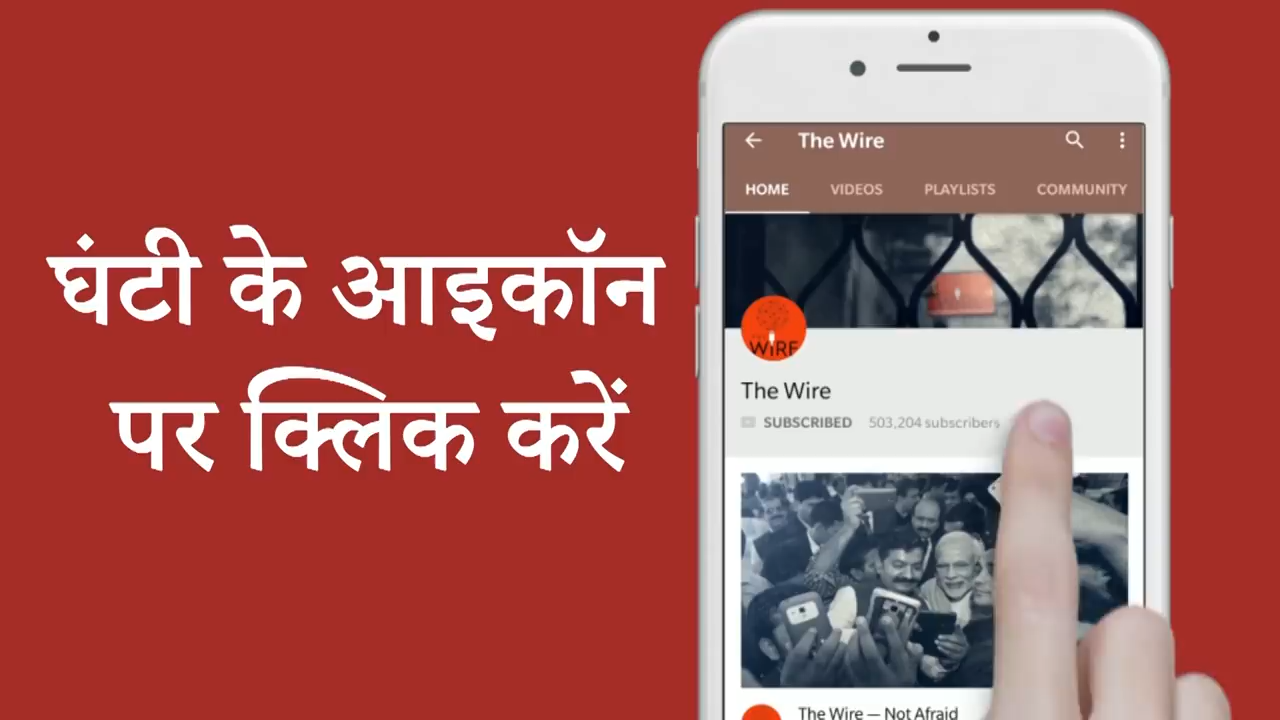 घंटी के आइकॉन
पर क्लिक करें
The Wire
HOME VIDEOS PLAYLISTS COMMUNITY
WIRE
The Wire
SUBSCRIBED 503,204 subscribers
The Wire — Not Afraid